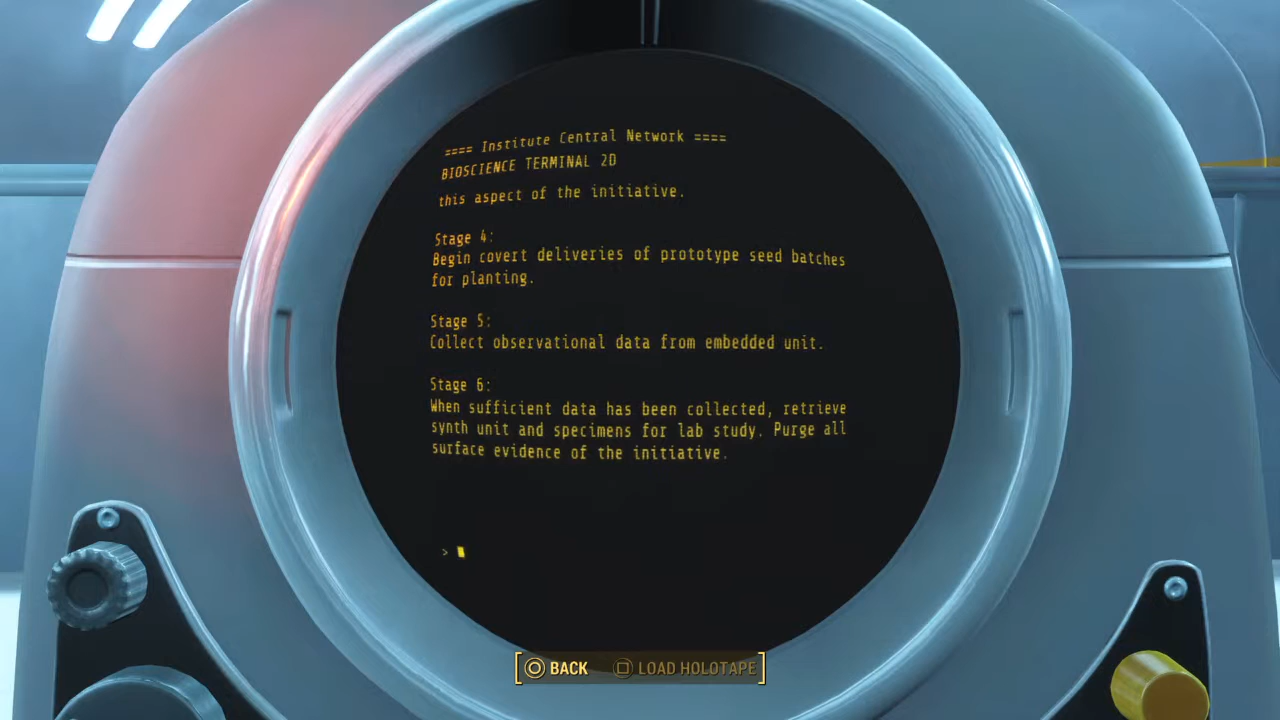 ==== Institute Central Network ====
BIOSCIENCE TERMINAL 2D
this aspect of the initiative.
Stage 4:
Begin covert deliveries of prototype seed batches
for planting.
Stage 5:
Collect observational data from embedded unit.
Stage 6:
When sufficient data has been collected, retrieve
synth unit and specimens for lab study. Purge all
surface evidence of the initiative.
>
BACK LOAD HOLOTAPE